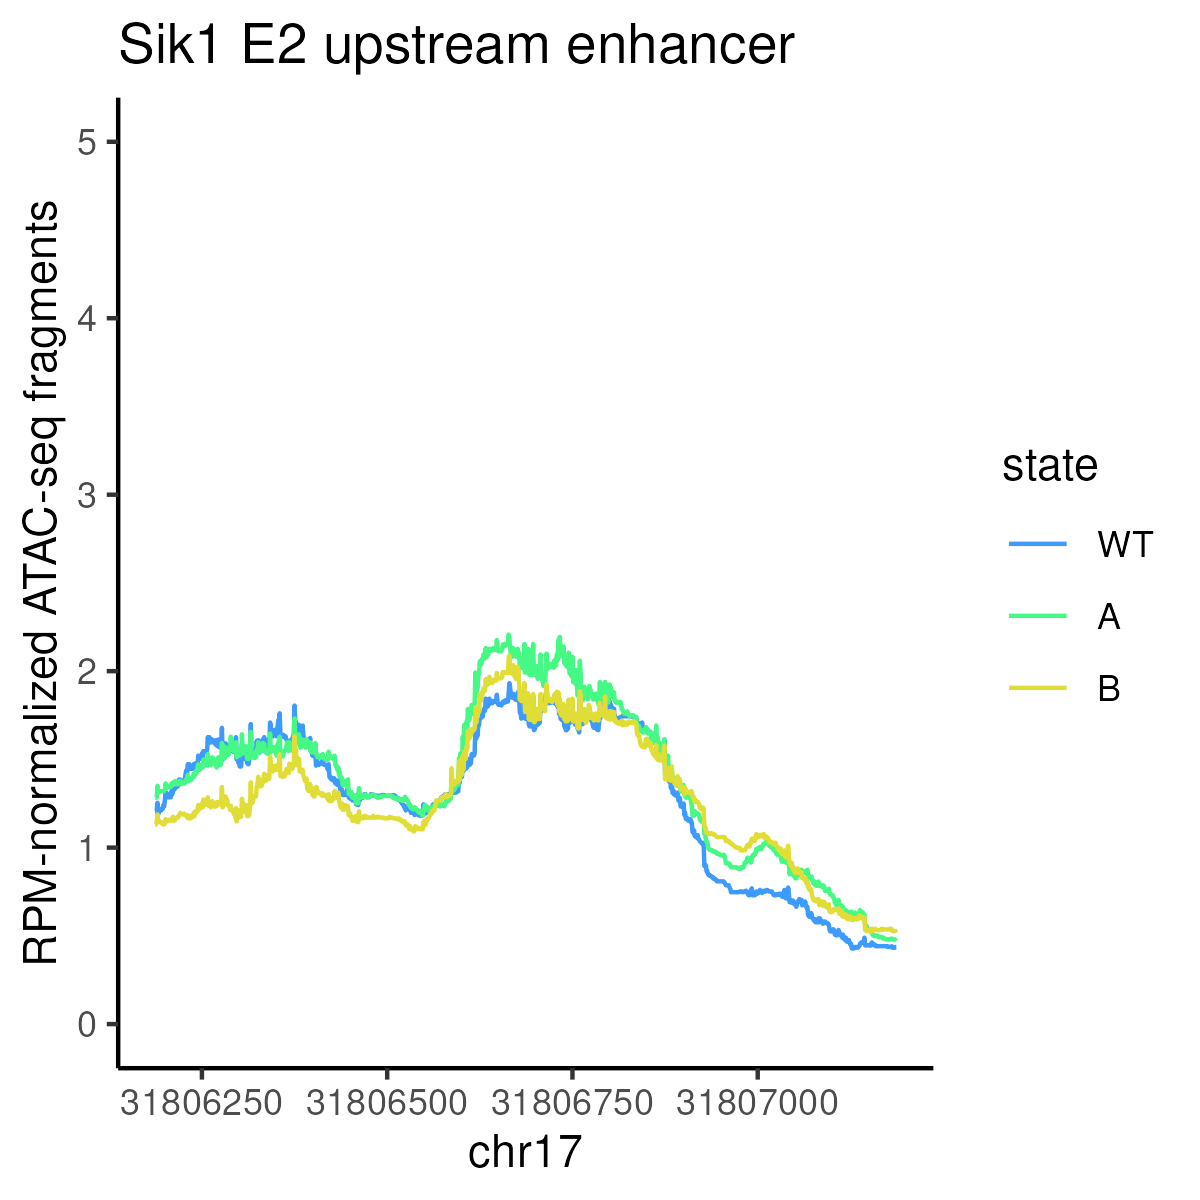 Sik1 E2 upstream enhancer
RPM-normalized ATAC-seq fragments
5
4
3
2
1
0
31806250 31806500 31806750 31807000
chr17
state
WT
A
B